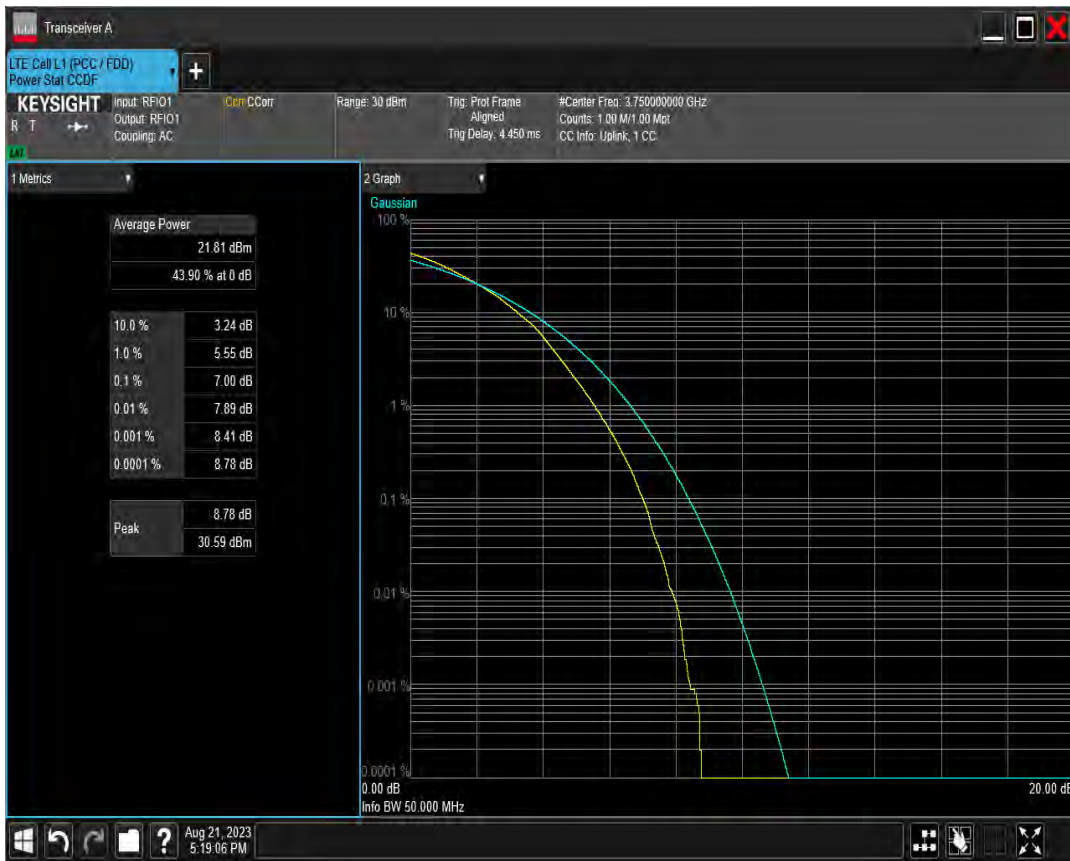 Transceiver A
LTE Cell L1 (PCC / FDD)
Power Stat CCDF
+
KEYSIGHT
R T
LXI
Input: RFIO1
Output: RFIO1
Coupling: AC
Corr CCorr
Range: 30 dBm
Trig: Prot Frame
Aligned
Trig Delay: 4.450 ms
#Center Freq: 3.750000000 GHz
Counts: 1.00 M/1.00 Mpt
CC Info: Uplink, 1 CC
1 Metrics
Average Power
21.81 dBm
43.90 % at 0 dB
10.0 % 3.24 dB
1.0 % 5.55 dB
0.1 % 7.00 dB
0.01 % 7.89 dB
0.001 % 8.41 dB
0.0001 % 8.78 dB
Peak
8.78 dB
30.59 dBm
2 Graph
Gaussian
100 %
10 %
1 %
0.1 %
0.01 %
0.001 %
0.0001 %
0.00 dB
20.00 dB
Info BW 50.000 MHz
?
Aug 21, 2023
5:19:06 PM